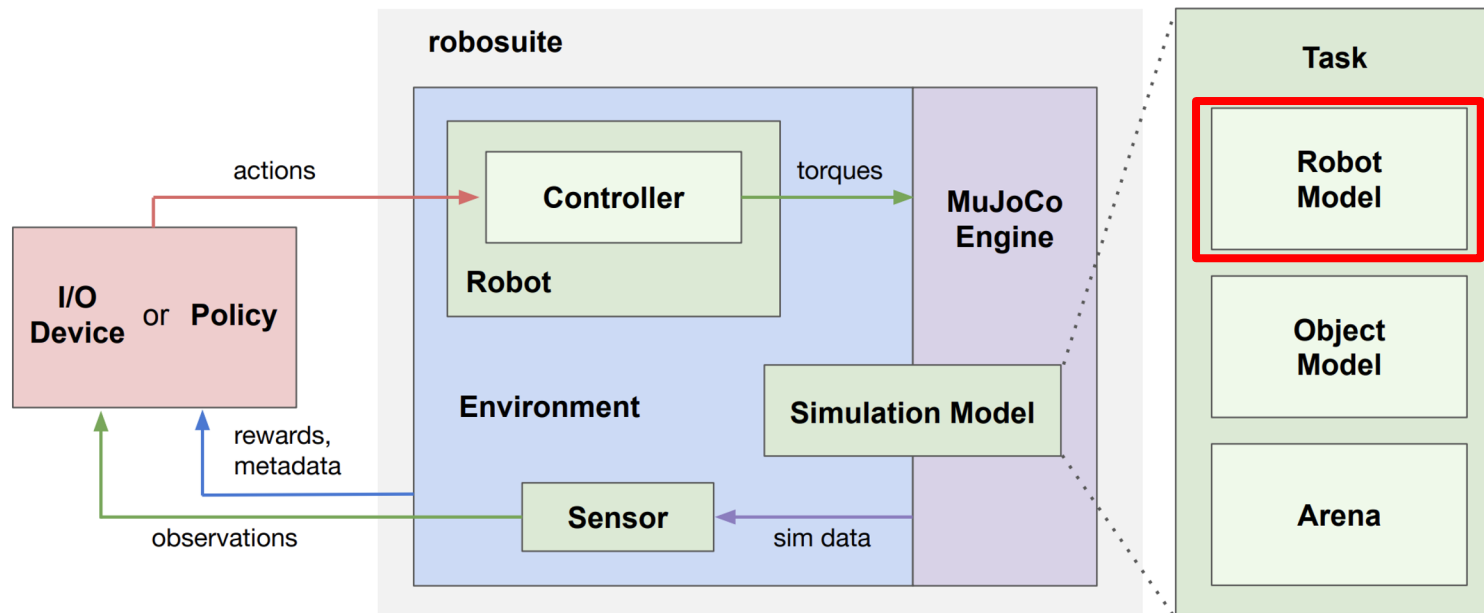 robosuite
Task
Robot
Model
actions
Controller
torques
MuJoCo
Engine
Robot
I/O
Device or Policy
Object
Model
Environment
Simulation Model
rewards,
metadata
Sensor
Arena
observations
sim data